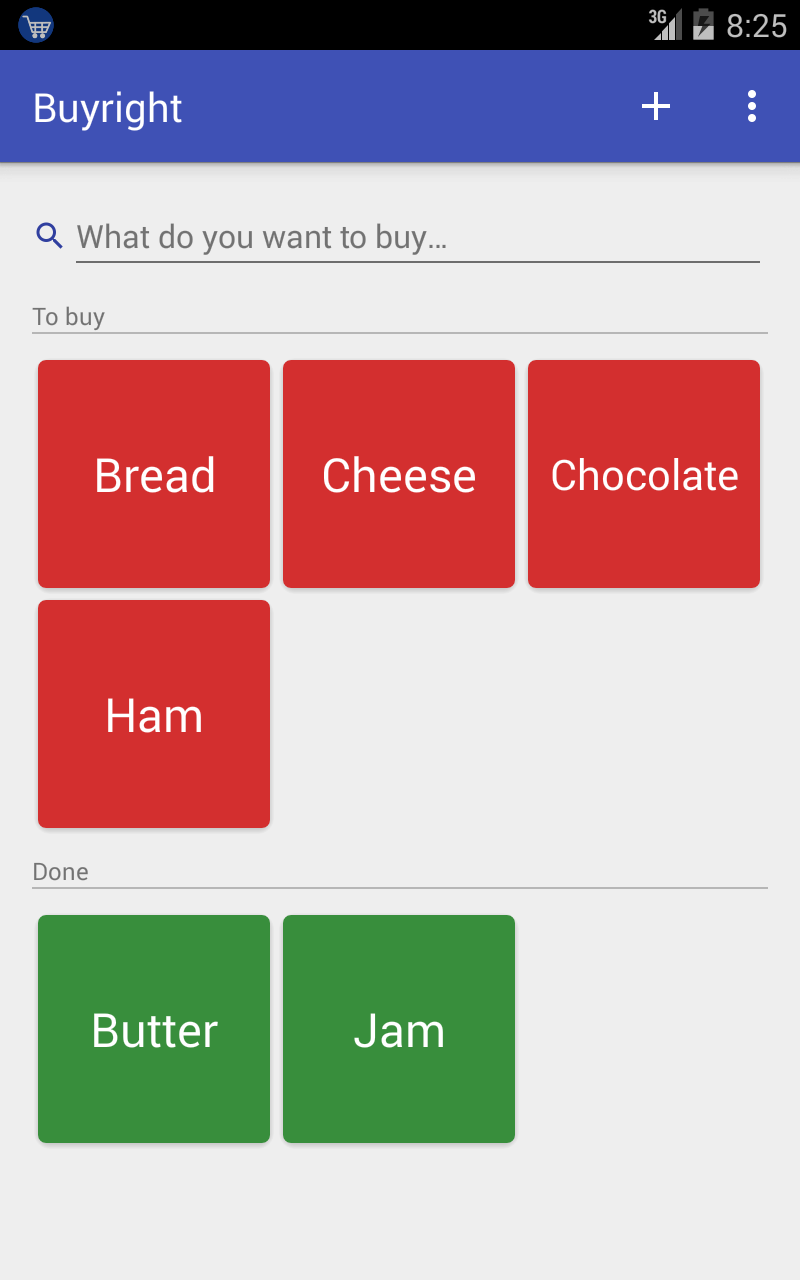 3G 8:25
Buyright
What do you want to buy...
To buy
Bread Cheese Chocolate
Ham
Done
Butter Jam